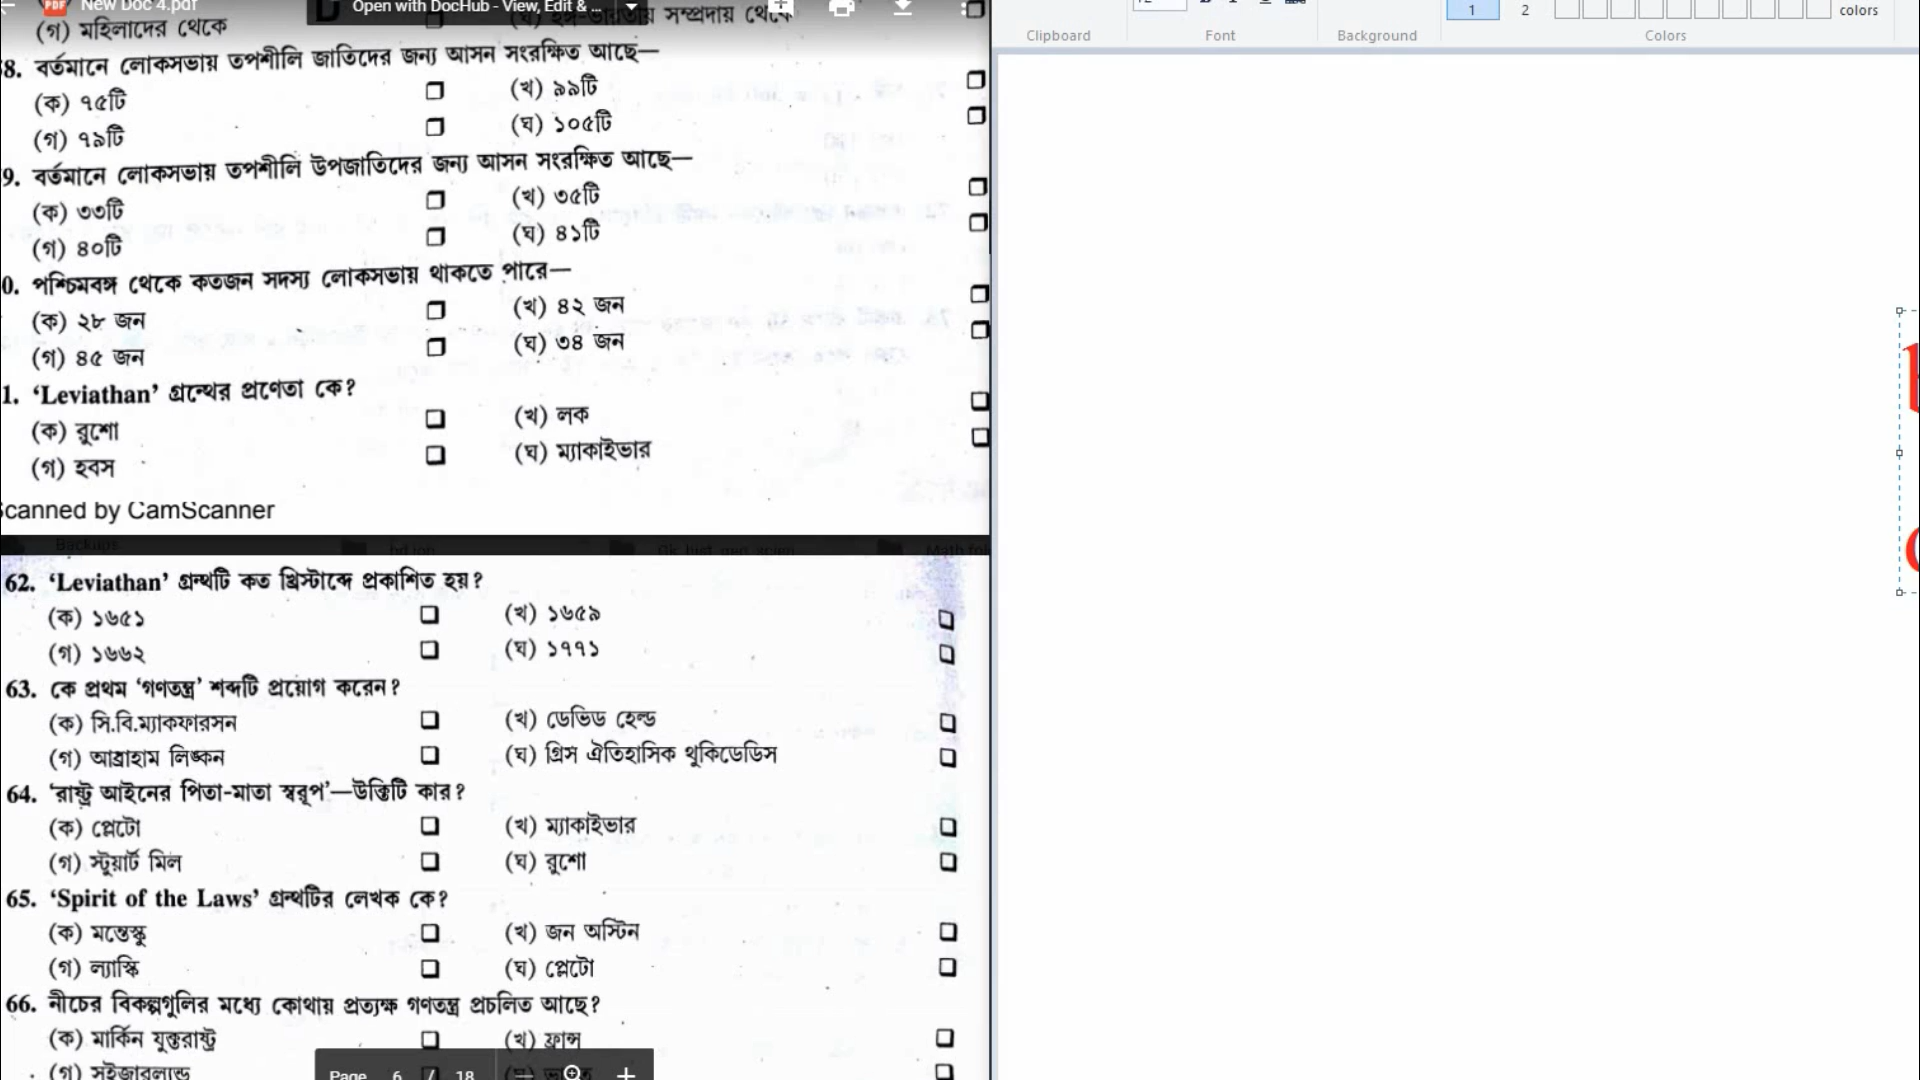 New Doc 4.pdf
Open with DocHub - View, Edit & ...
(গ) মহিলাদের থেকে
সম্প্রদায় থেকে
8. বর্তমানে লোকসভায় তপশীলি জাতিদের জন্য আসন সংরক্ষিত আছে—
(ক) ৭৫টি (খ) ৯৯টি
(গ) ৭৯টি (ঘ) ১০৫টি
9. বর্তমানে লোকসভায় তপশীলি উপজাতিদের জন্য আসন সংরক্ষিত আছে—
(ক) ৩৩টি (খ) ৩৫টি
(গ) ৪০টি (ঘ) ৪১টি
0. পশ্চিমবঙ্গ থেকে কতজন সদস্য লোকসভায় থাকতে পারে—
(ক) ২৮ জন (খ) ৪২ জন
(গ) ৪৫ জন (ঘ) ৩৪ জন
1. ‘Leviathan’ গ্রন্থের প্রণেতা কে?
(ক) রুশো (খ) লক
(গ) হবস (ঘ) ম্যাকাইভার
Scanned by CamScanner
62. ‘Leviathan’ গ্রন্থটি কত খ্রিস্টাব্দে প্রকাশিত হয়?
(ক) ১৬৫১ (খ) ১৬৫৯
(গ) ১৬৬২ (ঘ) ১৭৭১
63. কে প্রথম ‘গণতন্ত্র’ শব্দটি প্রয়োগ করেন?
(ক) সি.বি.ম্যাকফারসন (খ) ডেভিড হেল্ড
(গ) আব্রাহাম লিঙ্কন (ঘ) গ্রিস ঐতিহাসিক থুকিডেডিস
64. ‘রাষ্ট্র আইনের পিতা-মাতা স্বরূপ’—উক্তিটি কার?
(ক) প্লেটো (খ) ম্যাকাইভার
(গ) স্টুয়ার্ট মিল (ঘ) রুশো
65. ‘Spirit of the Laws’ গ্রন্থটির লেখক কে?
(ক) মন্তেস্কু (খ) জন অস্টিন
(গ) ল্যাস্কি (ঘ) প্লেটো
66. নীচের বিকল্পগুলির মধ্যে কোথায় প্রত্যক্ষ গণতন্ত্র প্রচলিত আছে?
(ক) মার্কিন যুক্তরাষ্ট্র (খ) ফ্রান্স
(গ) সুইজারল্যান্ড
Page 6 / 18
1 2 colors
Clipboard Font Background Colors